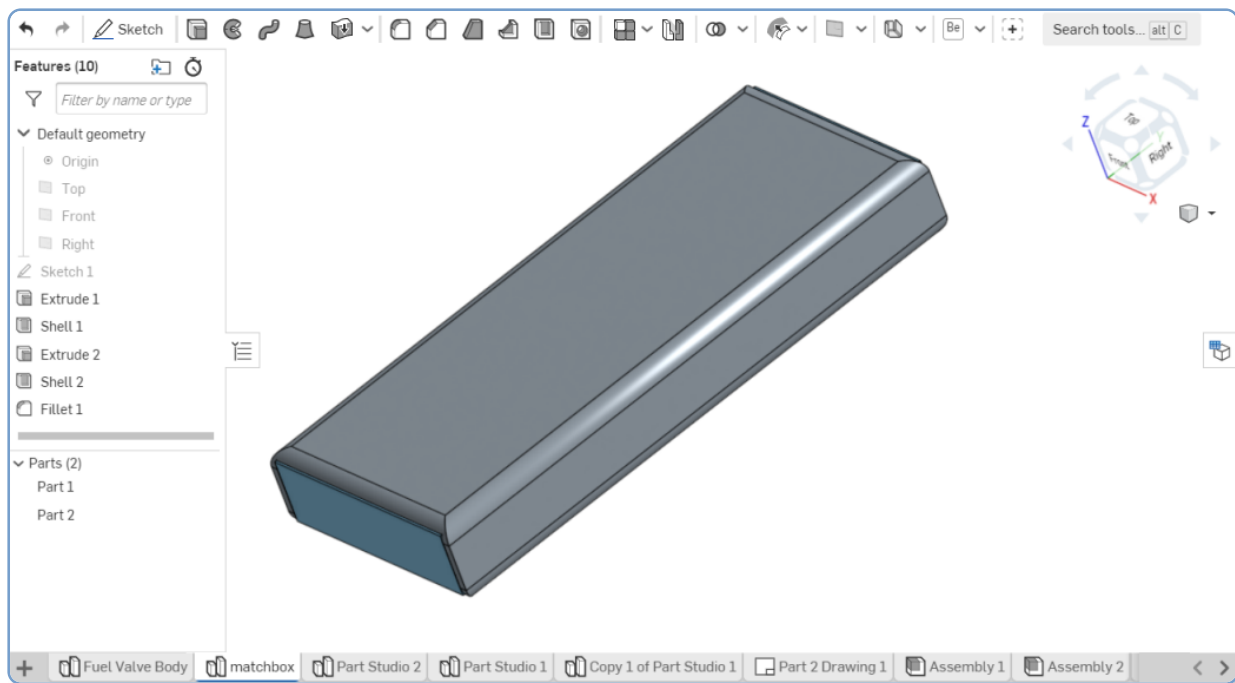 Sketch
Be
Search tools... alt C
Features (10)
Filter by name or type
Default geometry
Origin
Top
Front
Right
Sketch 1
Extrude 1
Shell 1
Extrude 2
Shell 2
Fillet 1
Parts (2)
Part 1
Part 2
Z
Top
Front
Right
Y
X
Fuel Valve Body
matchbox
Part Studio 2
Part Studio 1
Copy 1 of Part Studio 1
Part 2 Drawing 1
Assembly 1
Assembly 2